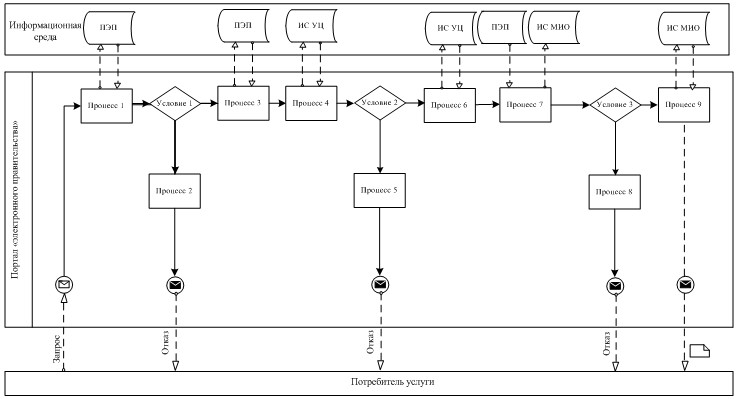 Информационная
среда
ПЭП
ПЭП
ИС УЦ
ИС УЦ
ПЭП
ИС МИО
ИС МИО
Портал «электронного правительства»
Процесс 1
Условие 1
Процесс 3
Процесс 4
Условие 2
Процесс 6
Процесс 7
Условие 3
Процесс 9
Процесс 2
Процесс 5
Процесс 8
Запрос
Отказ
Отказ
Отказ
Потребитель услуги